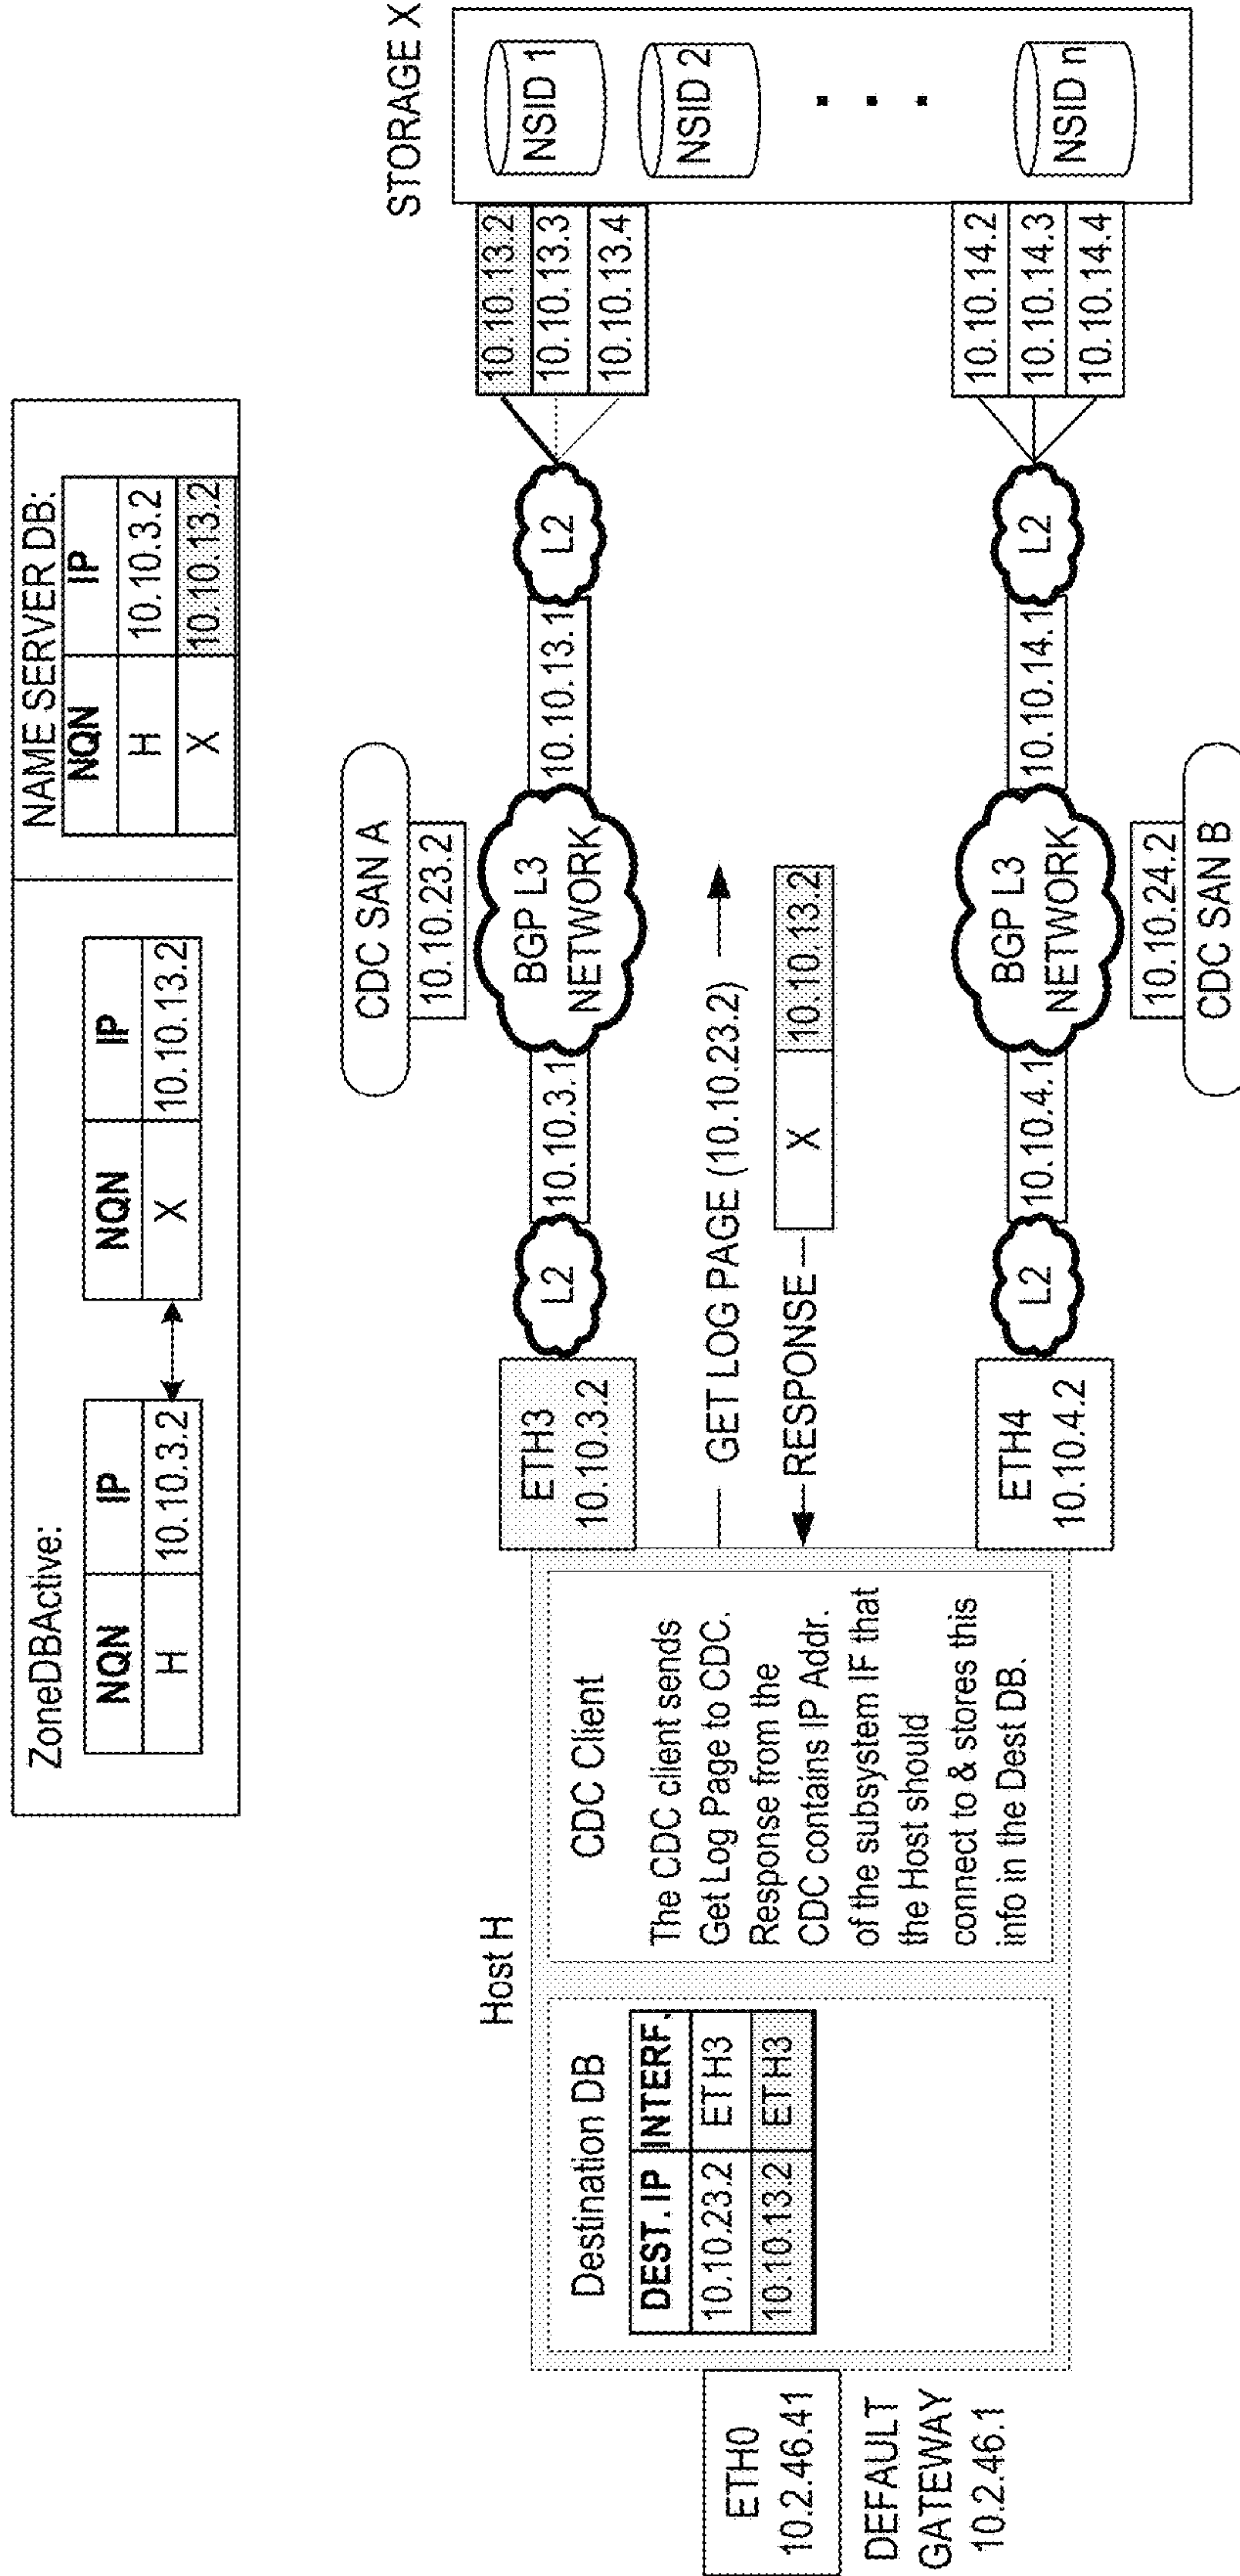 ZoneDBActive:
NQN IP
H 10.10.3.2
NQN IP
X 10.10.13.2
NAME SERVER DB:
NQN IP
H 10.10.3.2
X 10.10.13.2
Host H
Destination DB
DEST. IP INTERF.
10.10.23.2 ETH3
10.10.13.2 ETH3
CDC Client
The CDC client sends
Get Log Page to CDC.
Response from the
CDC contains IP Addr.
of the subsystem IF that
the Host should
connect to & stores this
info in the Dest DB.
ETH0
10.2.46.41
DEFAULT
GATEWAY
10.2.46.1
ETH3
10.10.3.2
L2
10.10.3.1
CDC SAN A
10.10.23.2
BGP L3
NETWORK
10.10.13.1
L2
10.10.13.2
10.10.13.3
10.10.13.4
GET LOG PAGE (10.10.23.2)
RESPONSE
X 10.10.13.2
ETH4
10.10.4.2
L2
10.10.4.1
BGP L3
NETWORK
10.10.24.2
CDC SAN B
10.10.14.1
L2
10.10.14.2
10.10.14.3
10.10.14.4
STORAGE X
NSID 1
NSID 2
NSID n